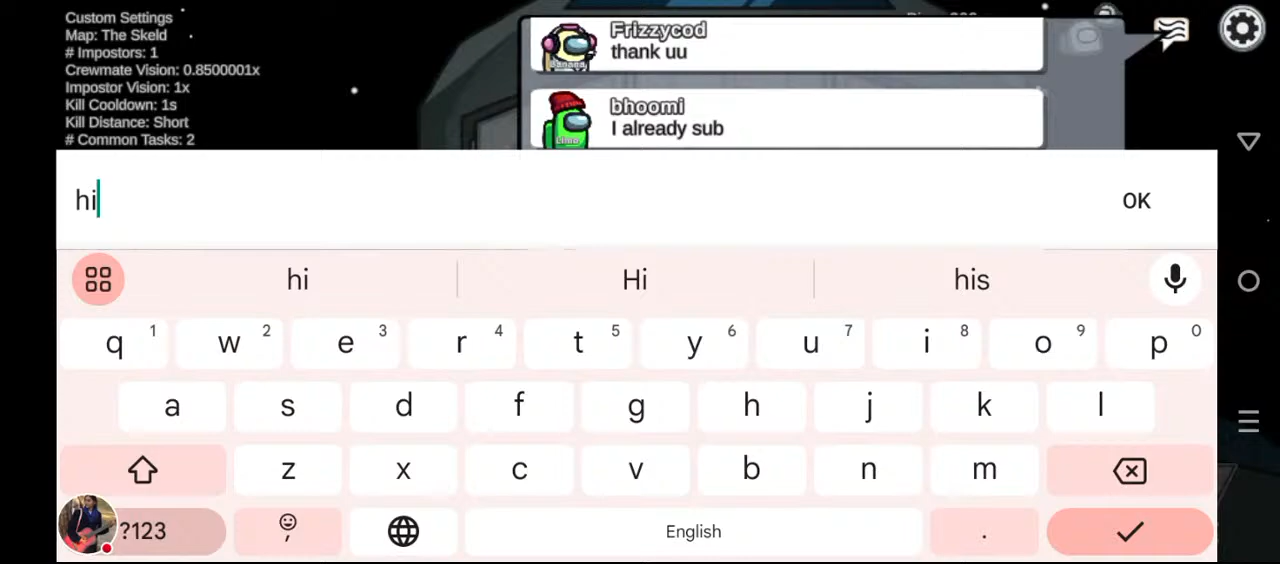 Custom Settings
Map: The Skeld
# Impostors: 1
Crewmate Vision: 0.8500001x
Impostor Vision: 1x
Kill Cooldown: 1s
Kill Distance: Short
# Common Tasks: 2
Frizzycod
thank uu
Banana
bhoomi
I already sub
Lime
hi
OK
hi Hi his
q 1 w 2 e 3 r 4 t 5 y 6 u 7 i 8 o 9 p 0
a s d f g h j k l
z x c v b n m
?123 , English .